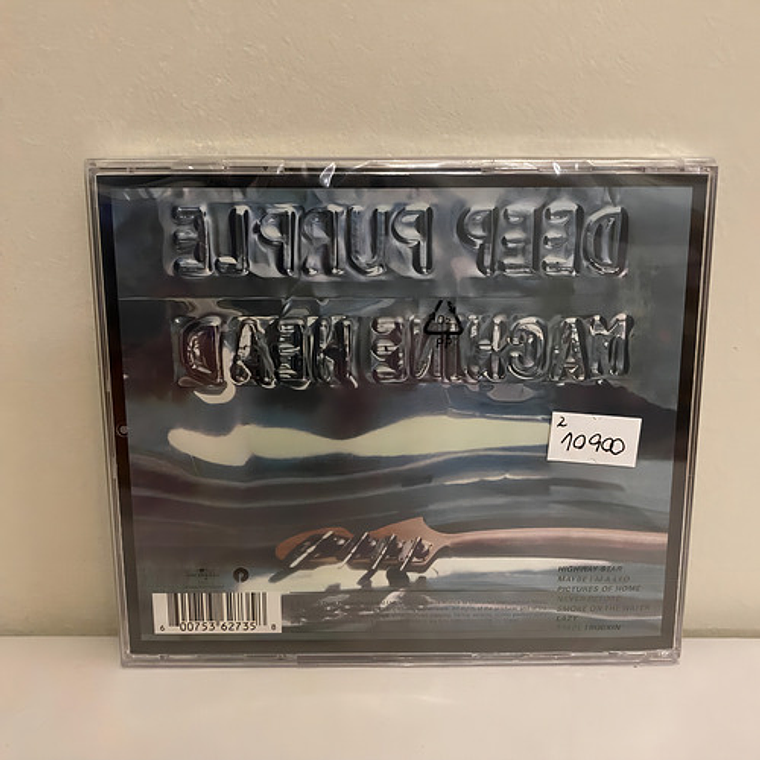 DEEP PURPLE
MACHINE HEAD
PP
2
10900
HIGHWAY STAR
MAYBE I'M A LEO
PICTURES OF HOME
NEVER BEFORE
SMOKE ON THE WATER
LAZY
SPACE TRUCKIN'
6 00753 62735 8